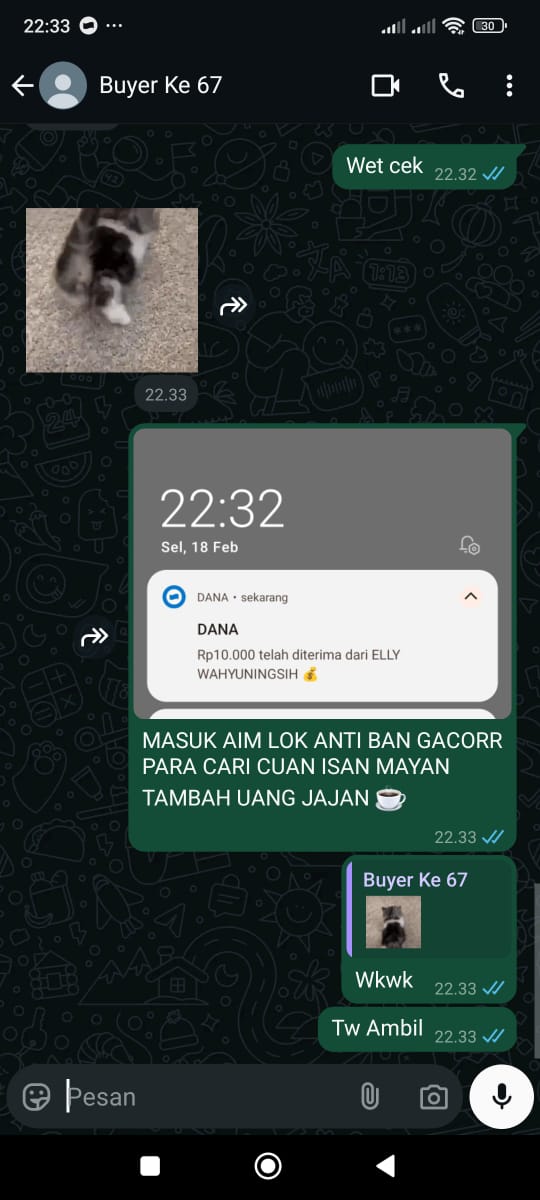 22:33
30
Buyer Ke 67
Wet cek
22.32
22.33
22:32
Sel, 18 Feb
DANA • sekarang
DANA
Rp10.000 telah diterima dari ELLY
WAHYUNINGSIH 💰
MASUK AIM LOK ANTI BAN GACORR
PARA CARI CUAN ISAN MAYAN
TAMBAH UANG JAJAN ☕
22.33
Buyer Ke 67
Wkwk
22.33
Tw Ambil
22.33
Pesan